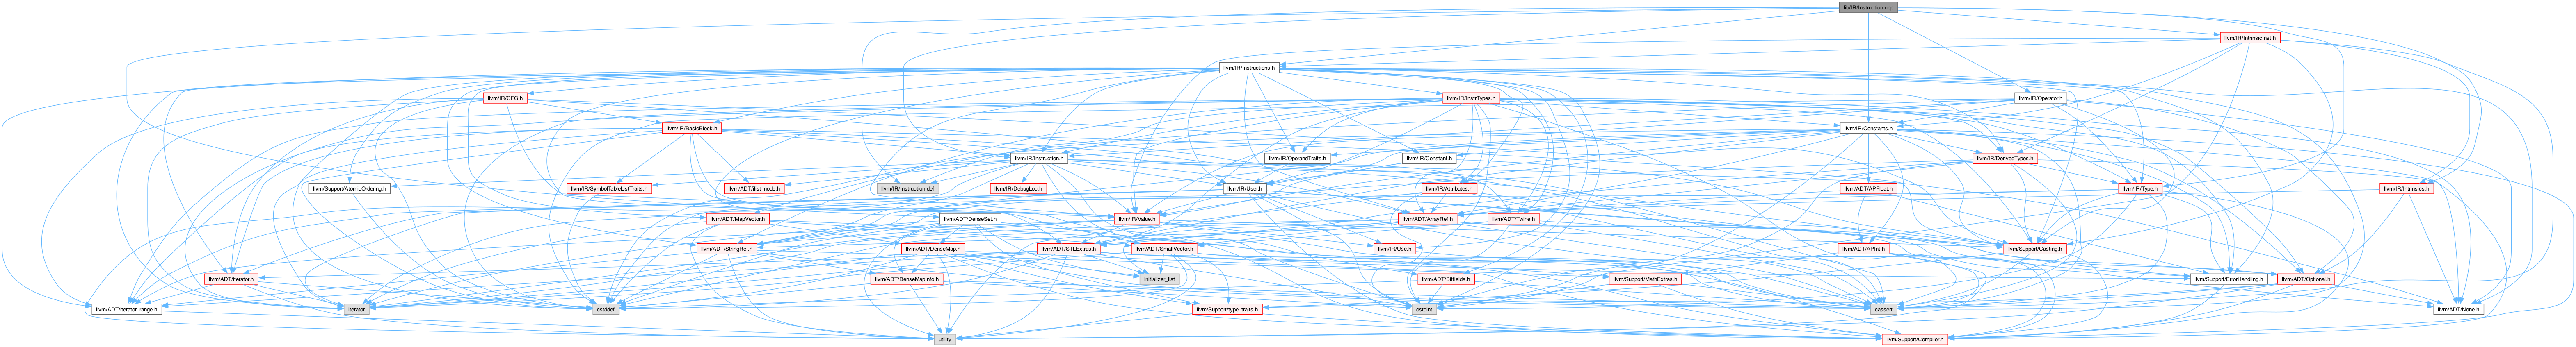 lib/IR/Instruction.cpp
llvm/IR/IntrinsicInst.h
llvm/IR/Instructions.h
llvm/IR/CFG.h
llvm/IR/InstrTypes.h
llvm/IR/Operator.h
llvm/IR/BasicBlock.h
llvm/IR/Constants.h
llvm/IR/Instruction.h
llvm/IR/OperandTraits.h
llvm/IR/Constant.h
llvm/IR/DerivedTypes.h
llvm/Support/AtomicOrdering.h
llvm/IR/SymbolTableListTraits.h
llvm/ADT/ilist_node.h
llvm/IR/Instruction.def
llvm/IR/DebugLoc.h
llvm/IR/User.h
llvm/IR/Attributes.h
llvm/ADT/APFloat.h
llvm/IR/Type.h
llvm/IR/Intrinsics.h
llvm/ADT/MapVector.h
llvm/ADT/DenseSet.h
llvm/IR/Value.h
llvm/ADT/ArrayRef.h
llvm/ADT/Twine.h
llvm/ADT/StringRef.h
llvm/ADT/DenseMap.h
llvm/ADT/STLExtras.h
llvm/ADT/SmallVector.h
llvm/IR/Use.h
llvm/ADT/APInt.h
llvm/Support/Casting.h
llvm/ADT/iterator.h
llvm/ADT/DenseMapInfo.h
initializer_list
llvm/ADT/Bitfields.h
llvm/Support/MathExtras.h
llvm/Support/ErrorHandling.h
llvm/ADT/Optional.h
llvm/ADT/iterator_range.h
iterator
cstddef
llvm/Support/type_traits.h
cstdint
cassert
llvm/ADT/None.h
utility
llvm/Support/Compiler.h